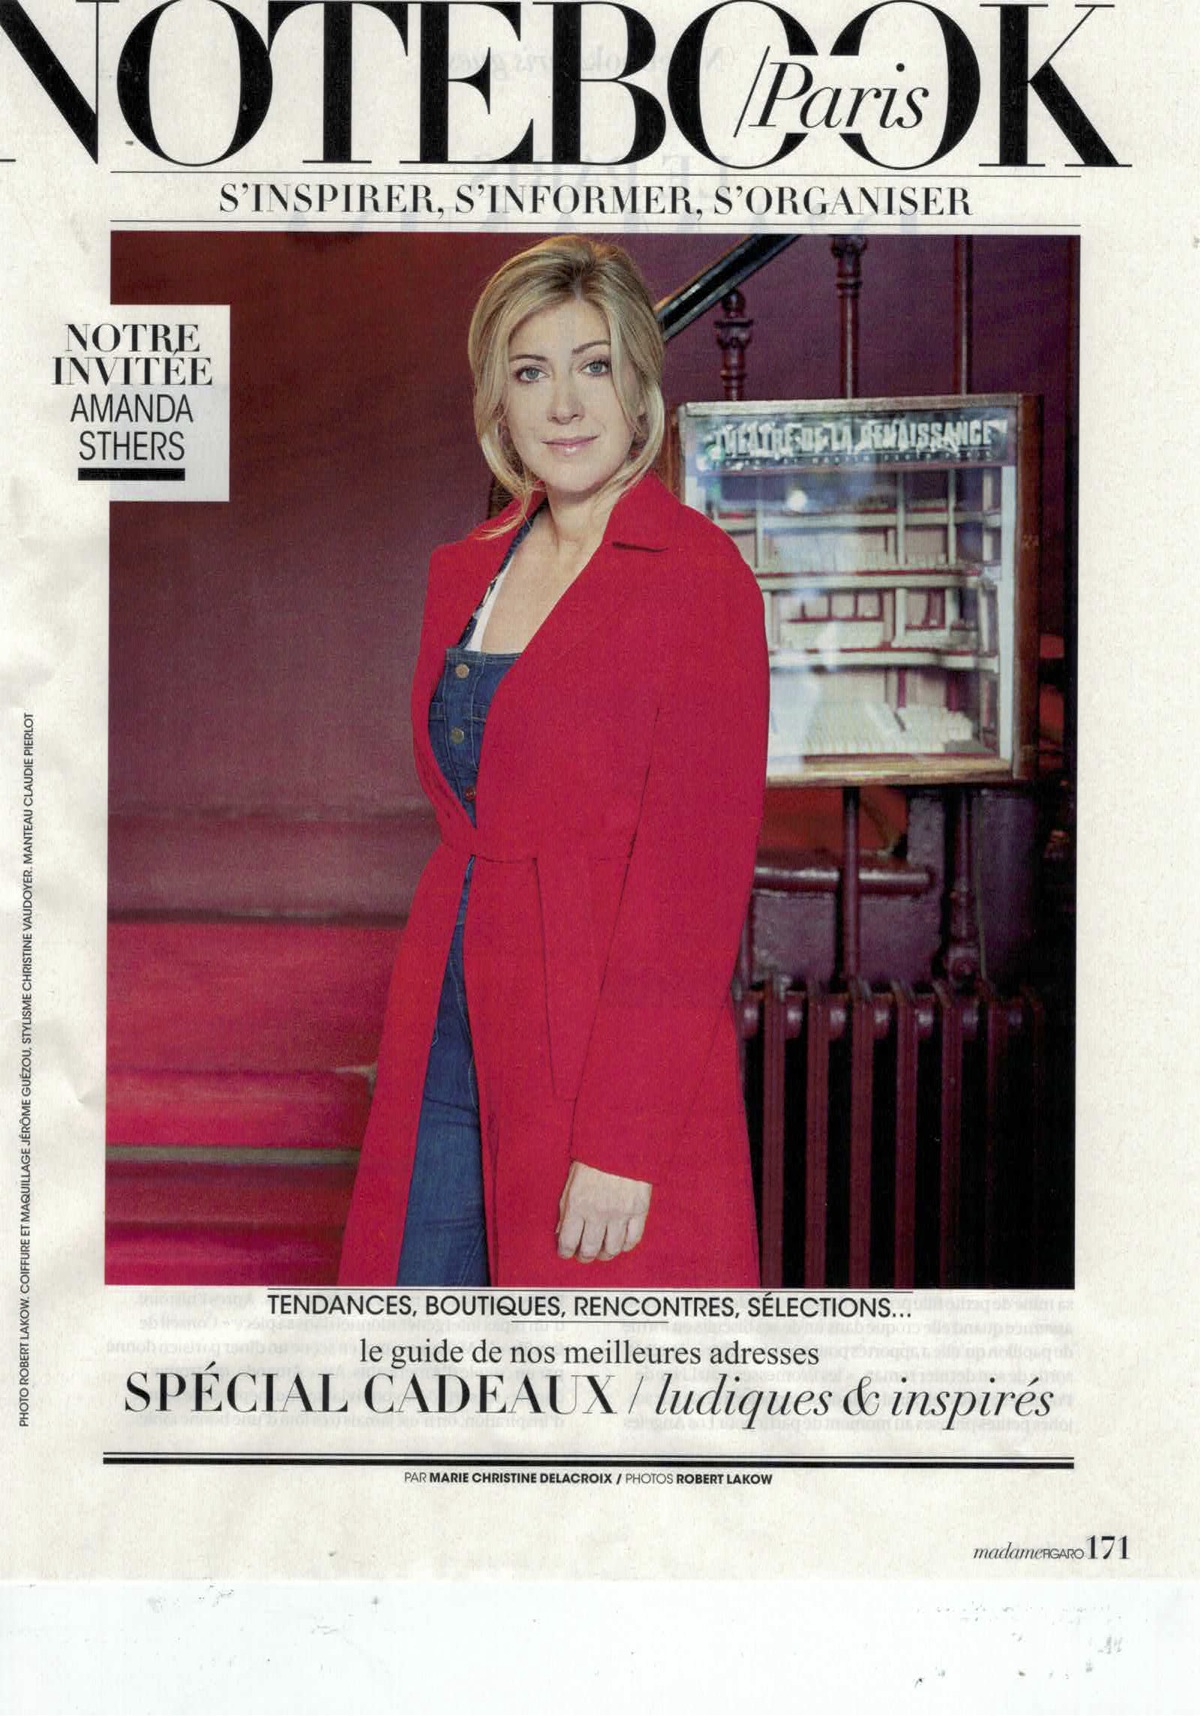 NOTEBOOK
/Paris
S'INSPIRER, S'INFORMER, S'ORGANISER
NOTRE
INVITÉE
AMANDA
STHERS
THÉATRE DE LA RENAISSANCE
PHOTO ROBERT LAKOW. COIFFURE ET MAQUILLAGE JÉRÔME GUÉZOU, STYLISME CHRISTINE VAUDOYER. MANTEAU CLAUDIE PIERLOT
TENDANCES, BOUTIQUES, RENCONTRES, SÉLECTIONS...
le guide de nos meilleures adresses
SPÉCIAL CADEAUX / ludiques & inspirés
PAR MARIE CHRISTINE DELACROIX / PHOTOS ROBERT LAKOW
madameFIGARO 171